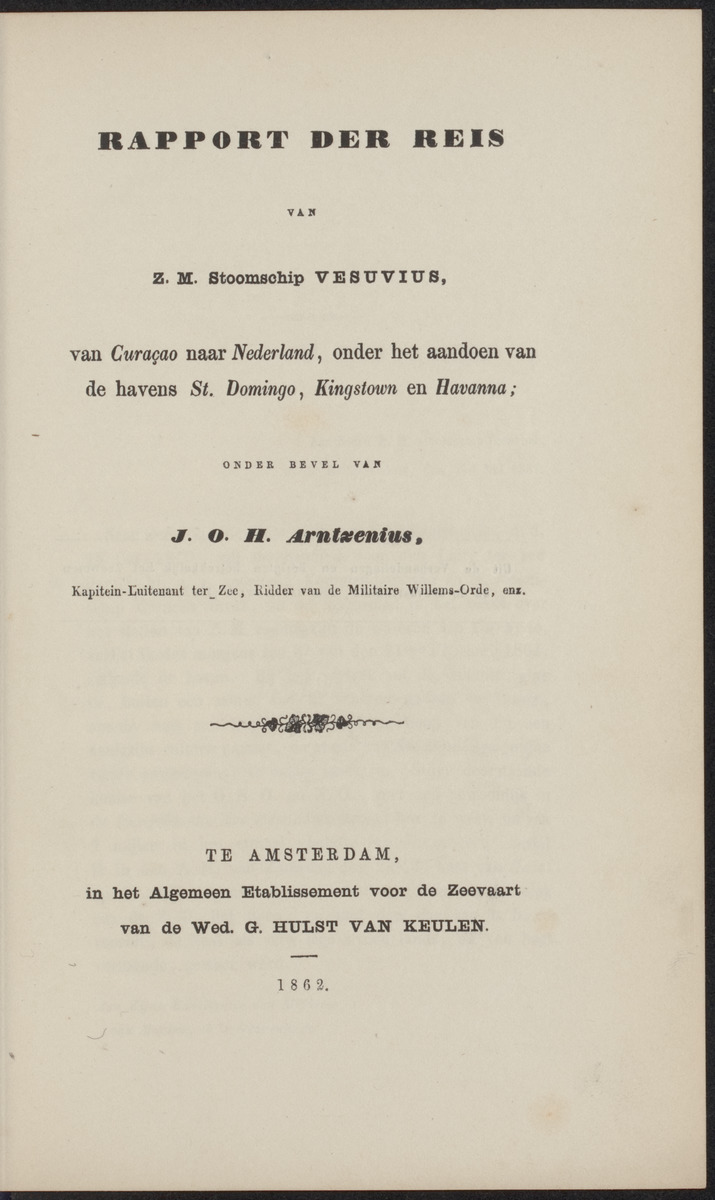 RAPPORT DER REIS
VAN
Z. M. Stoomschip VESUVIUS,
van Curaçao naar Nederland, onder het aandoen van
de havens St. Domingo, Kingstown en Havanna;
ONDER BEVEL VAN
J. O. H. Arntzenius,
Kapitein-Luitenant ter Zee, Ridder van de Militaire Willems-Orde, enz.
TE AMSTERDAM,
in het Algemeen Etablissement voor de Zeevaart
van de Wed. G. HULST VAN KEULEN.
1862.